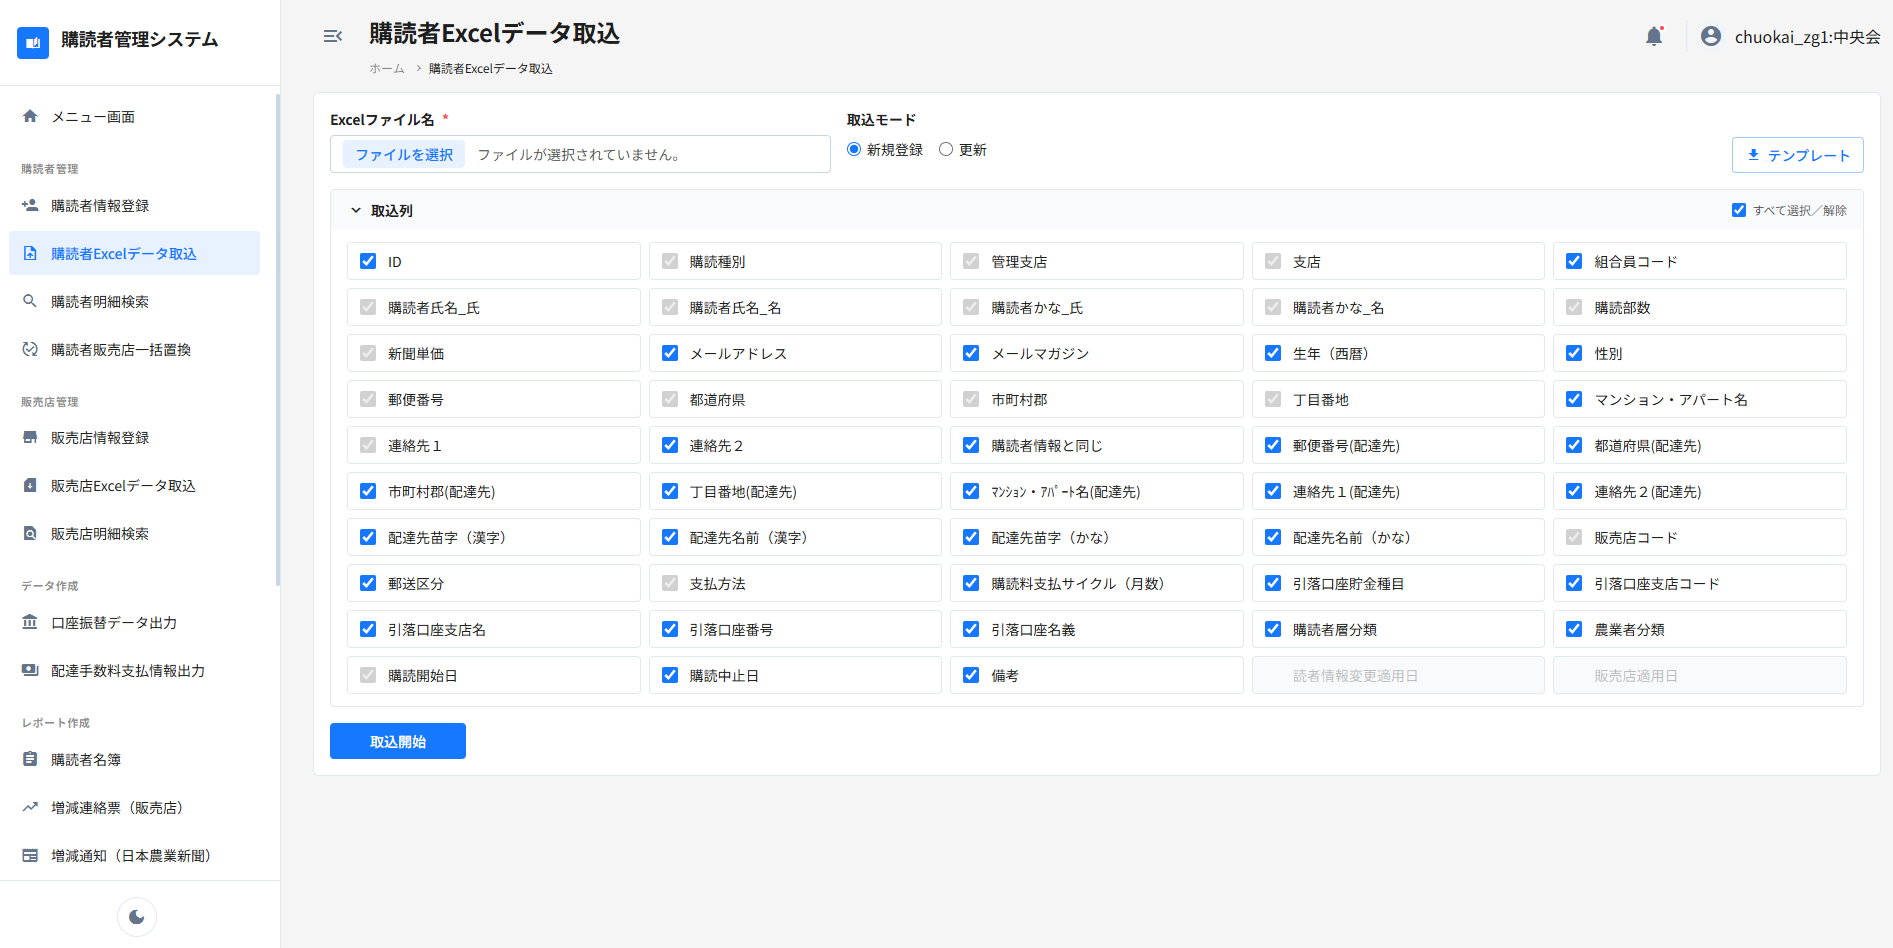 購読者管理システム
メニュー画面
購読者管理
購読者情報登録
購読者Excelデータ取込
購読者明細検索
購読者販売店一括置換
販売店管理
販売店情報登録
販売店Excelデータ取込
販売店明細検索
データ作成
口座振替データ出力
配達手数料支払情報出力
レポート作成
購読者名簿
増減連絡票（販売店）
増減通知（日本農業新聞）
購読者Excelデータ取込
ホーム > 購読者Excelデータ取込
chuokai_zg1:中央会
Excelファイル名 *
ファイルを選択 ファイルが選択されていません。
取込モード
新規登録 更新
テンプレート
取込列
すべて選択／解除
ID 購読種別 管理支店 支店 組合員コード
購読者氏名_氏 購読者氏名_名 購読者かな_氏 購読者かな_名 購読部数
新聞単価 メールアドレス メールマガジン 生年（西暦） 性別
郵便番号 都道府県 市町村郡 丁目番地 マンション・アパート名
連絡先１ 連絡先２ 購読者情報と同じ 郵便番号(配達先) 都道府県(配達先)
市町村郡(配達先) 丁目番地(配達先) ﾏﾝｼｮﾝ・ｱﾊﾟｰﾄ名(配達先) 連絡先１(配達先) 連絡先２(配達先)
配達先苗字（漢字） 配達先名前（漢字） 配達先苗字（かな） 配達先名前（かな） 販売店コード
郵送区分 支払方法 購読料支払サイクル（月数） 引落口座貯金種目 引落口座支店コード
引落口座支店名 引落口座番号 引落口座名義 購読者層分類 農業者分類
購読開始日 購読中止日 備考 読者情報変更適用日 販売店適用日
取込開始